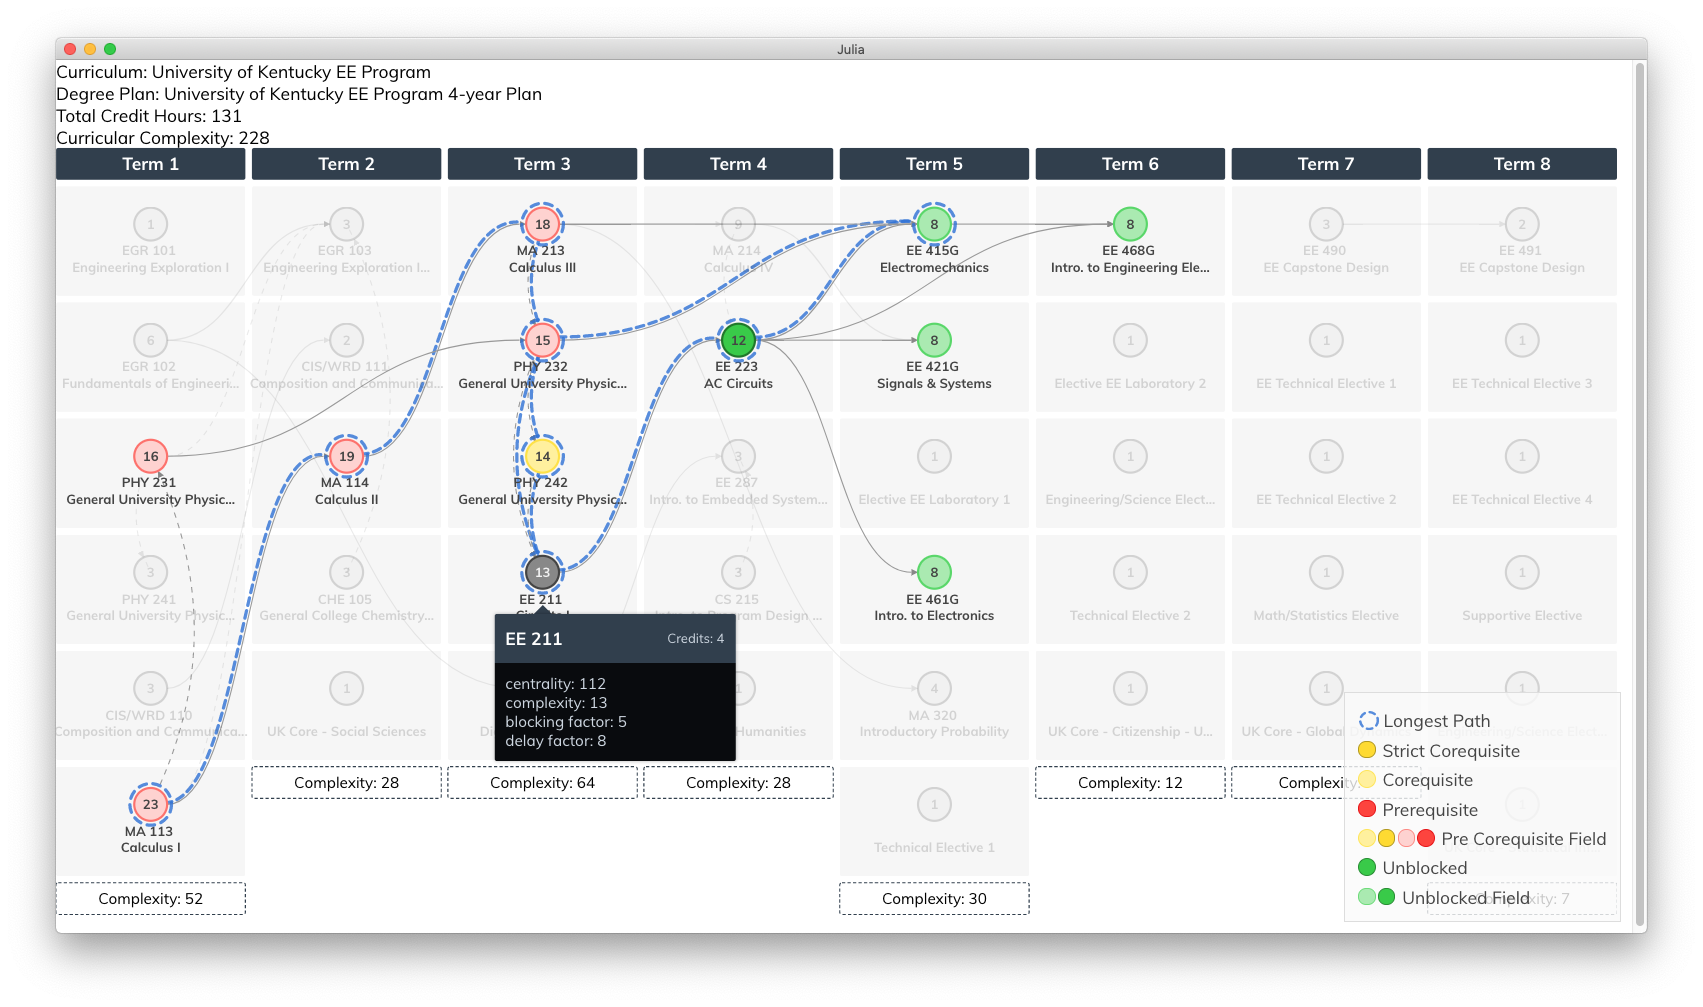 Julia
Curriculum: University of Kentucky EE Program
Degree Plan: University of Kentucky EE Program 4-year Plan
Total Credit Hours: 131
Curricular Complexity: 228
Term 1 Term 2 Term 3 Term 4 Term 5 Term 6 Term 7 Term 8
1 3 18 9 8 8 3 2
EGR 101 EGR 103 MA 213 MA 214 EE 415G EE 468G EE 490 EE 491
Engineering Exploration I Engineering Exploration I... Calculus III Calculus IV Electromechanics Intro. to Engineering Ele... EE Capstone Design EE Capstone Design
6 2 15 12 8 1 1 1
EGR 102 CIS/WRD 111 PHY 232 EE 223 EE 421G
Fundamentals of Engineeri... Composition and Communica... General University Physic... AC Circuits Signals & Systems Elective EE Laboratory 2 EE Technical Elective 1 EE Technical Elective 3
16 19 14 3 1 1 1 1
PHY 231 MA 114 PHY 242 EE 287
General University Physic... Calculus II General University Physic... Intro. to Embedded System... Elective EE Laboratory 1 Engineering/Science Elect... EE Technical Elective 2 EE Technical Elective 4
3 3 13 3 8 1 1 1
PHY 241 CHE 105 EE 211 CS 215 EE 461G
General University Physic... General College Chemistry... Intro. to Program Design ... Intro. to Electronics Technical Elective 2 Math/Statistics Elective Supportive Elective
EE 211 Credits: 4
centrality: 112
complexity: 13
blocking factor: 5
delay factor: 8
3 1 1 4 1 1 1
CIS/WRD 110 MA 320
Composition and Communica... UK Core - Social Sciences Humanities Introductory Probability UK Core - Citizenship - U... UK Core - Global Dynamics Engineering/Science Elect...
Complexity: 28 Complexity: 64 Complexity: 28 Complexity: 12 Complexity:
23 1 1
MA 113
Calculus I Technical Elective 1
Complexity: 52 Complexity: 30 Complexity: 7
Longest Path
Strict Corequisite
Corequisite
Prerequisite
Pre Corequisite Field
Unblocked
Unblocked Field